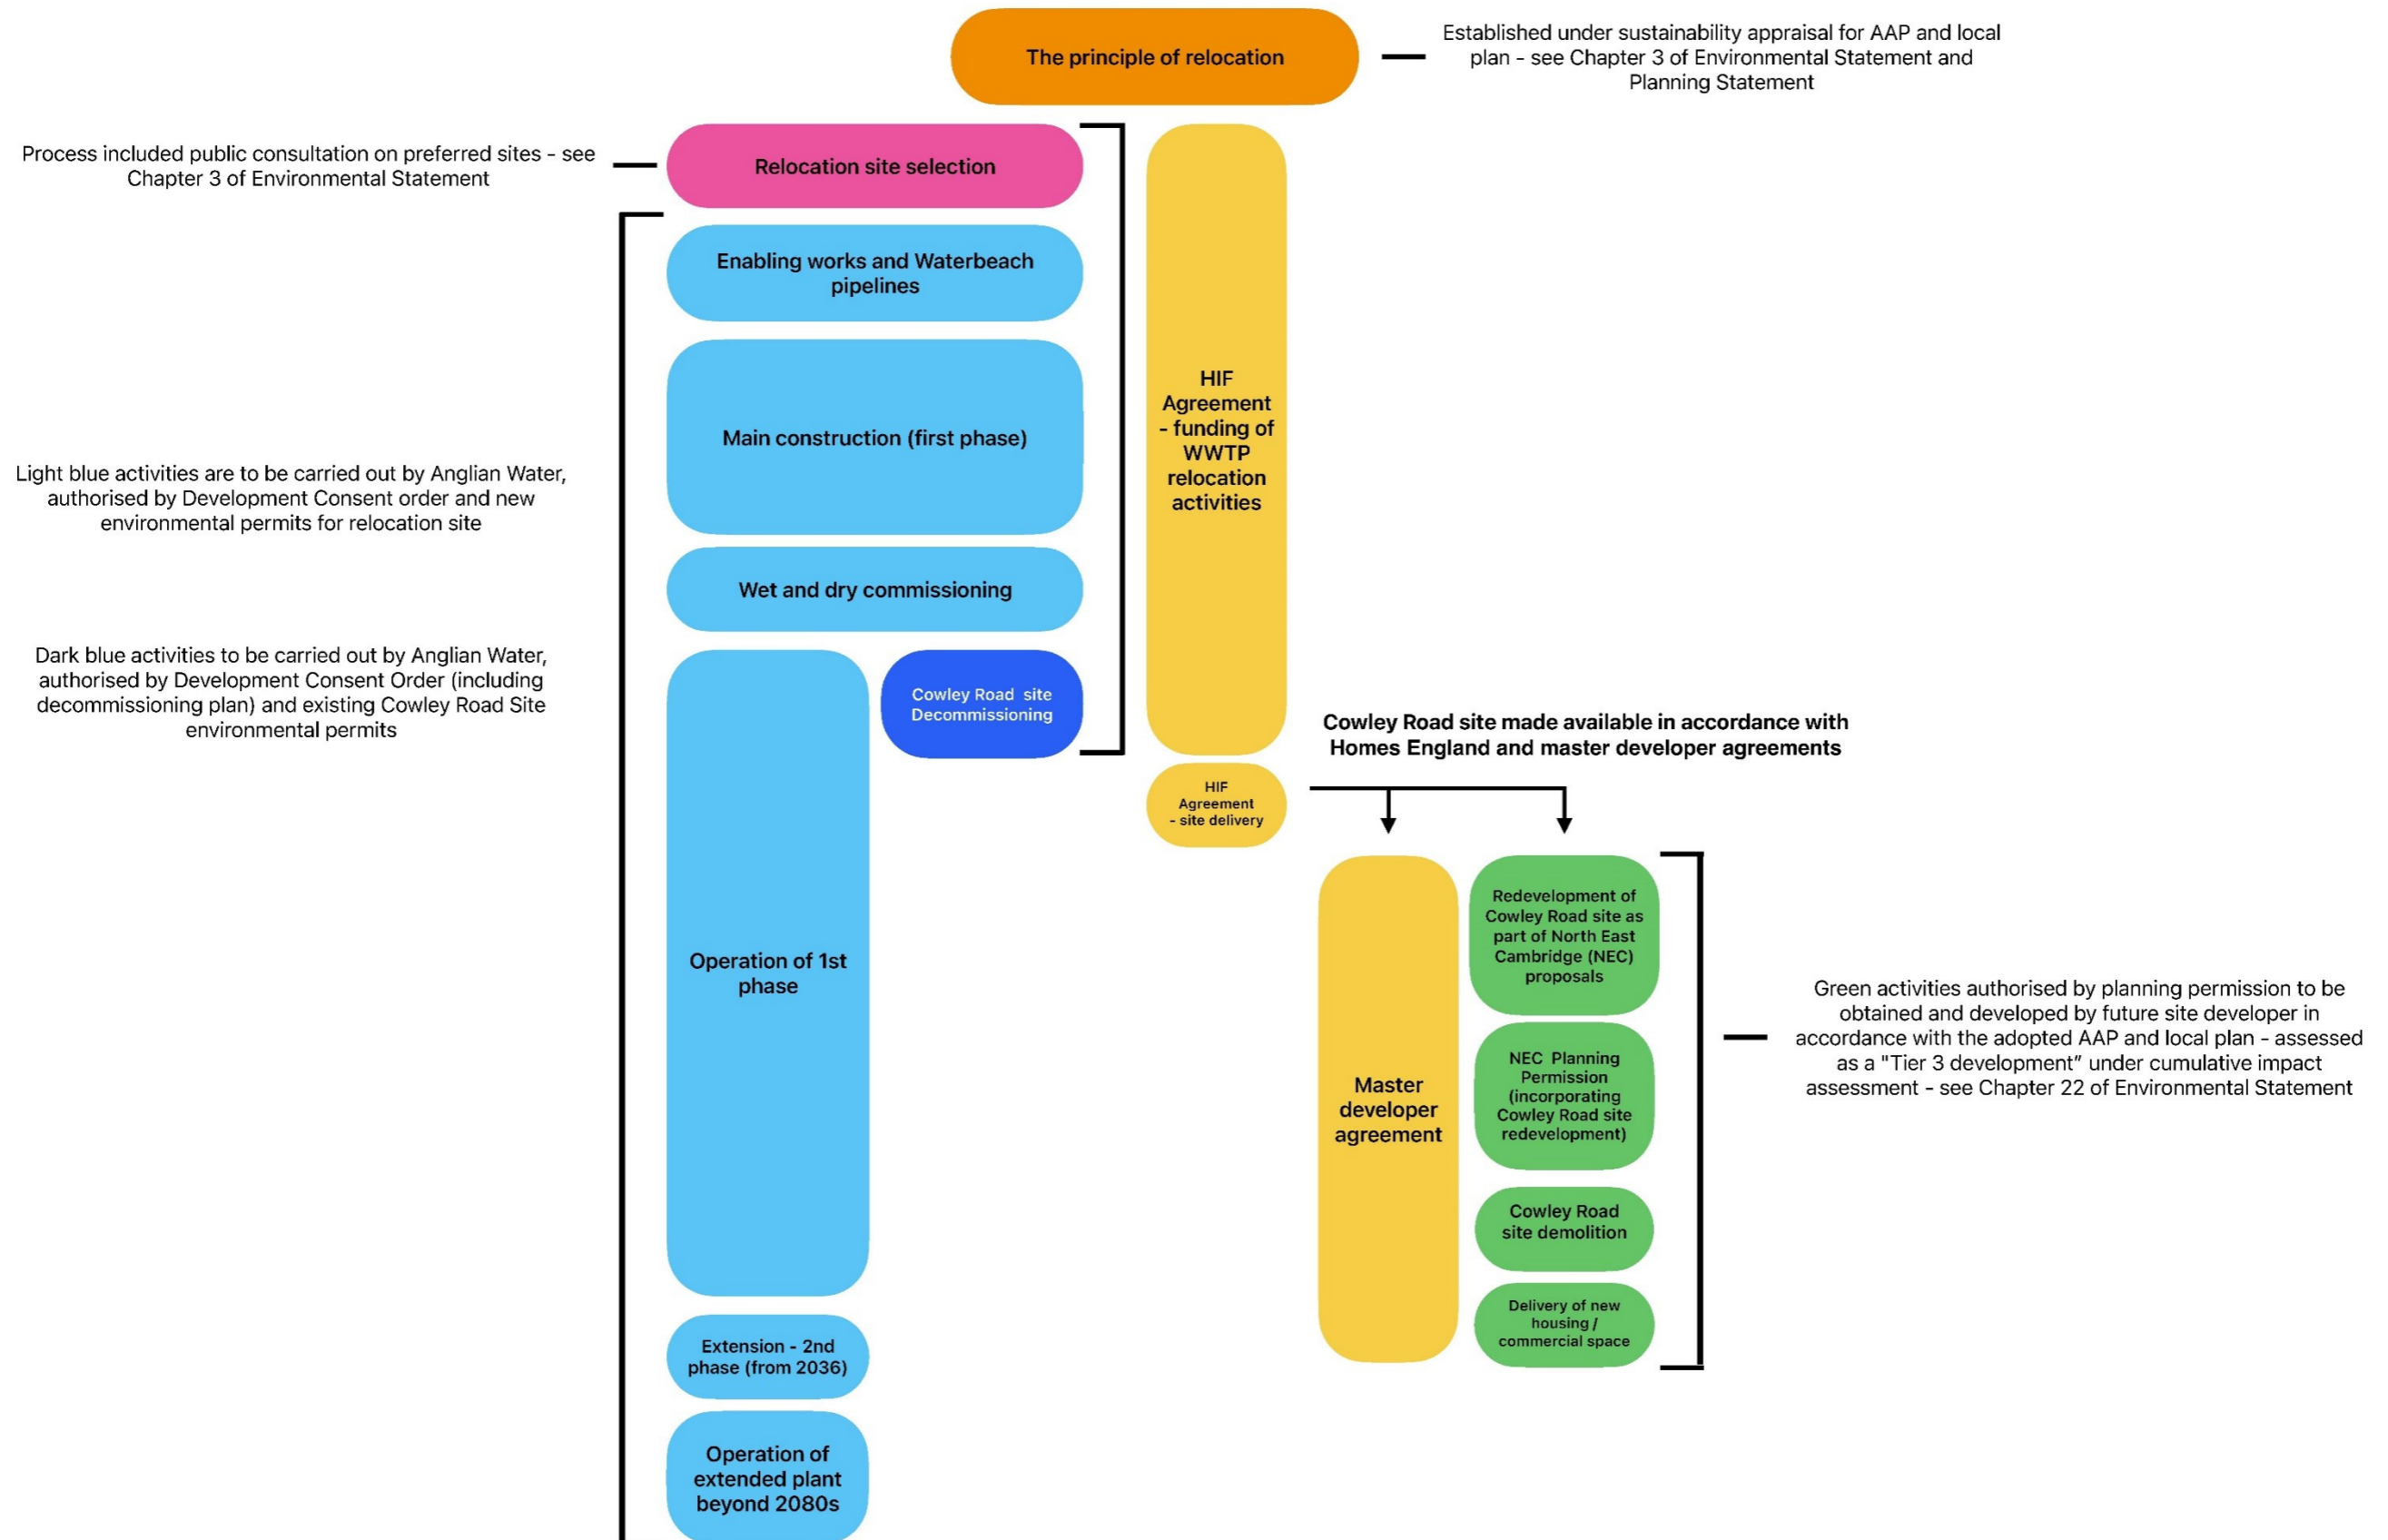 The principle of relocation
Established under sustainability appraisal for AAP and local
plan - see Chapter 3 of Environmental Statement and
Planning Statement
Process included public consultation on preferred sites - see
Chapter 3 of Environmental Statement
Relocation site selection
Enabling works and Waterbeach
pipelines
Main construction (first phase)
HIF
Agreement
- funding of
WWTP
relocation
activities
Light blue activities are to be carried out by Anglian Water,
authorised by Development Consent order and new
environmental permits for relocation site
Wet and dry commissioning
Dark blue activities to be carried out by Anglian Water,
authorised by Development Consent Order (including
decommissioning plan) and existing Cowley Road Site
environmental permits
Cowley Road site
Decommissioning
Cowley Road site made available in accordance with
Homes England and master developer agreements
HIF
Agreement
- site delivery
Operation of 1st
phase
Master
developer
agreement
Redevelopment of
Cowley Road site as
part of North East
Cambridge (NEC)
proposals
NEC Planning
Permission
(incorporating
Cowley Road site
redevelopment)
Cowley Road
site demolition
Delivery of new
housing /
commercial space
Green activities authorised by planning permission to be
obtained and developed by future site developer in
accordance with the adopted AAP and local plan - assessed
as a "Tier 3 development” under cumulative impact
assessment - see Chapter 22 of Environmental Statement
Extension - 2nd
phase (from 2036)
Operation of
extended plant
beyond 2080s